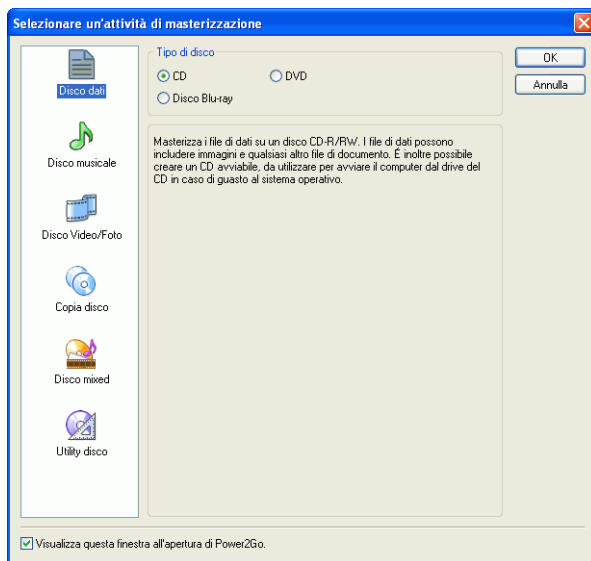 Selezionare un'attività di masterizzazione
Disco dati
Disco musicale
Disco Video/Foto
Copia disco
Disco mixed
Utility disco
Tipo di disco
CD
DVD
Disco Blu-ray
Masterizza i file di dati su un disco CD-R/RW. I file di dati possono
includere immagini e qualsiasi altro file di documento. É inoltre possibile
creare un CD avviabile, da utilizzare per avviare il computer dal drive del
CD in caso di guasto al sistema operativo.
OK
Annulla
Visualizza questa finestra all'apertura di Power2Go.